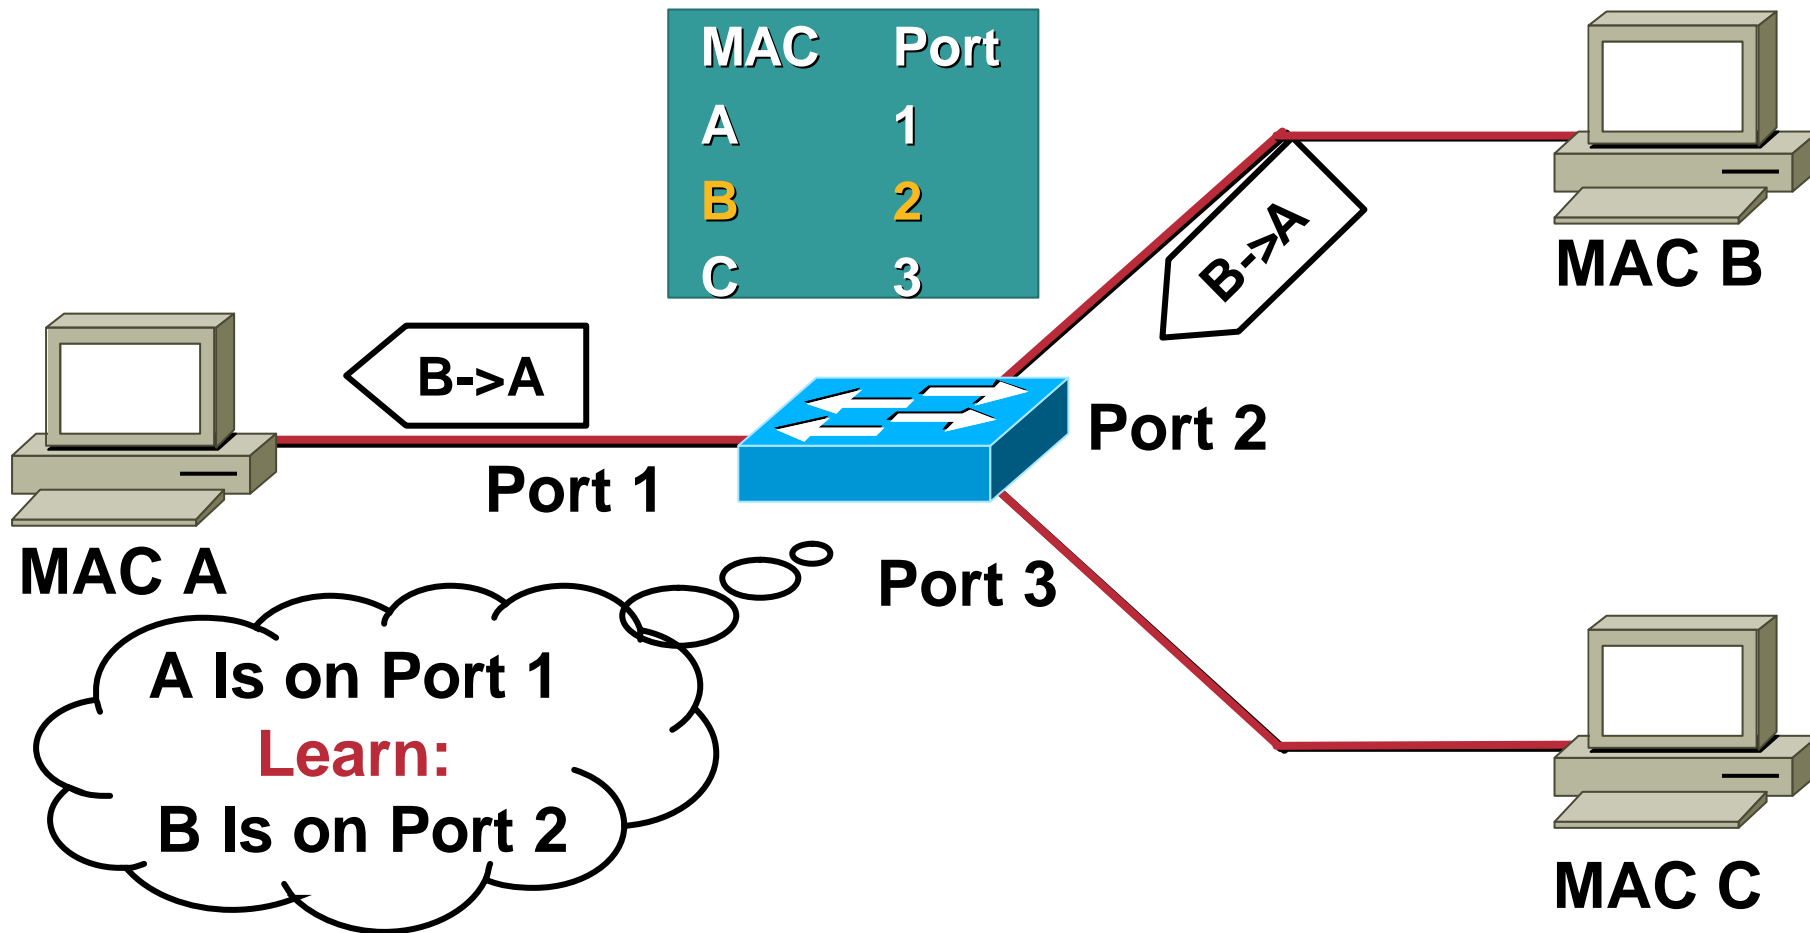 MAC Port
A 1
B 2
C 3
B->A
MAC B
B->A
Port 2
Port 1
MAC A
Port 3
A Is on Port 1
Learn:
B Is on Port 2
MAC C